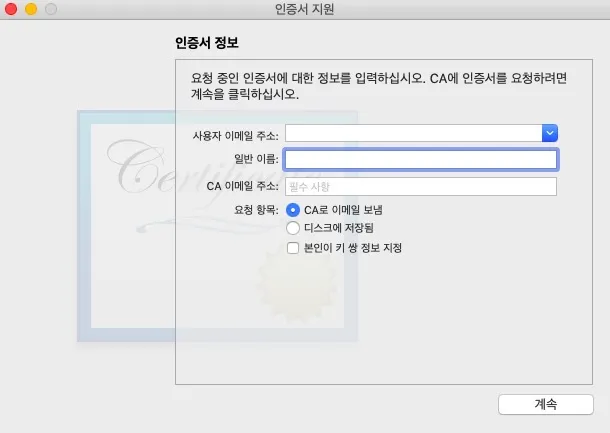 인증서 지원
인증서 정보
요청 중인 인증서에 대한 정보를 입력하십시오. CA에 인증서를 요청하려면
계속을 클릭하십시오.
사용자 이메일 주소:
일반 이름:
CA 이메일 주소: 필수 사항
요청 항목: CA로 이메일 보냄
디스크에 저장됨
본인이 키 쌍 정보 지정
Certificate
계속